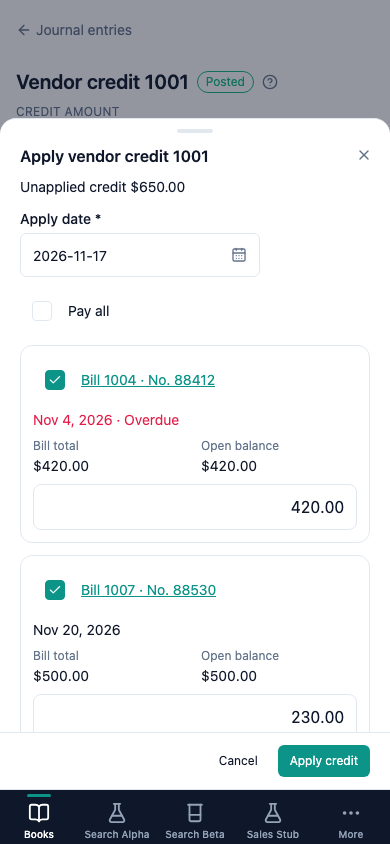 Journal entries
Vendor credit 1001 Posted
CREDIT AMOUNT
Apply vendor credit 1001
Unapplied credit $650.00
Apply date *
2026-11-17
Pay all
Bill 1004 · No. 88412
Nov 4, 2026 · Overdue
Bill total Open balance
$420.00 $420.00
420.00
Bill 1007 · No. 88530
Nov 20, 2026
Bill total Open balance
$500.00 $500.00
230.00
Cancel Apply credit
Books Search Alpha Search Beta Sales Stub More